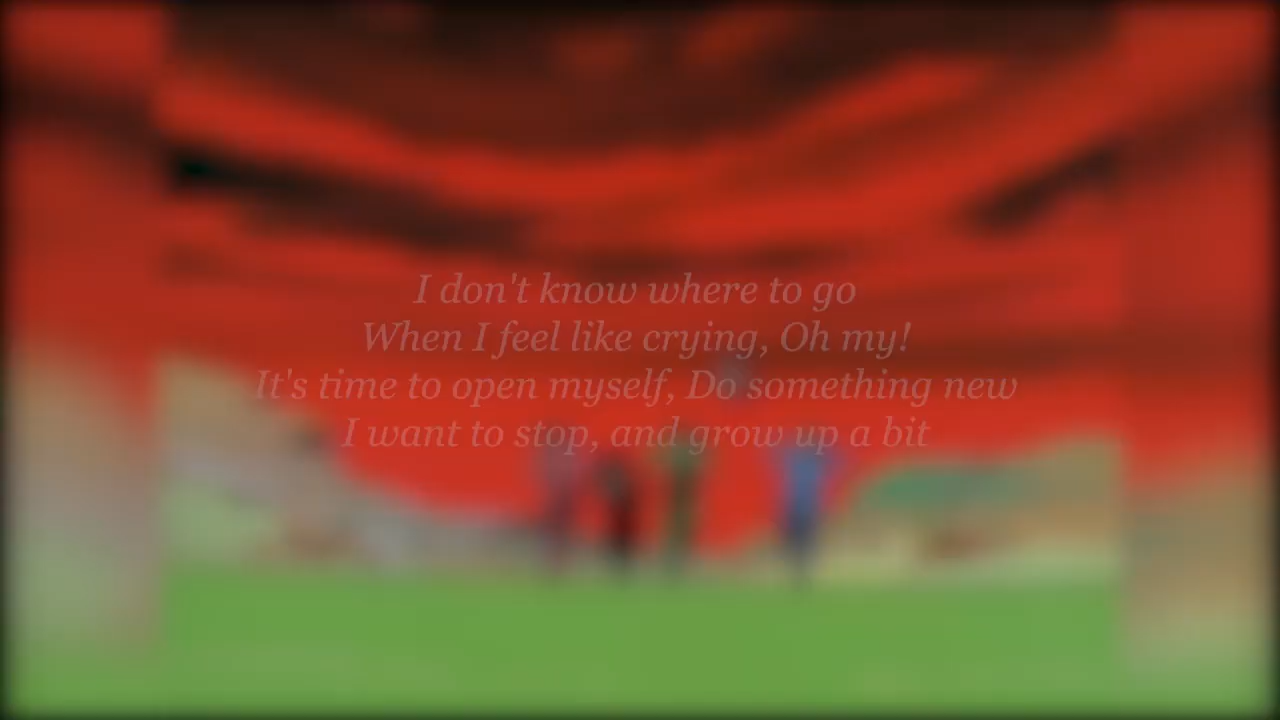 I don't know where to go
When I feel like crying, Oh my!
It's time to open myself, Do something new
I want to stop, and grow up a bit